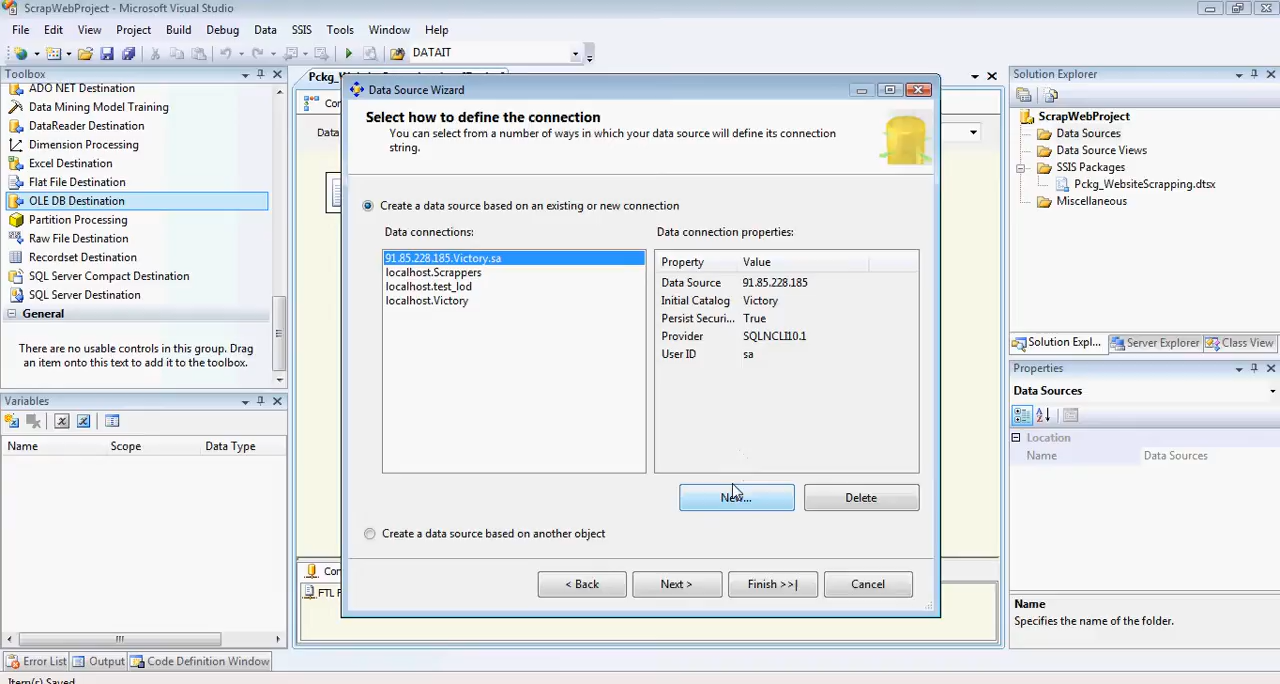 ScrapWebProject - Microsoft Visual Studio
File Edit View Project Build Debug Data SSIS Tools Window Help
DATAIT
Toolbox
ADO NET Destination
Data Mining Model Training
DataReader Destination
Dimension Processing
Excel Destination
Flat File Destination
OLE DB Destination
Partition Processing
Raw File Destination
Recordset Destination
SQL Server Compact Destination
SQL Server Destination
General
There are no usable controls in this group. Drag
an item onto this text to add it to the toolbox.
Variables
Name Scope Data Type
Error List Output Code Definition Window
Item(s) Saved
Data Source Wizard
Select how to define the connection
You can select from a number of ways in which your data source will define its connection
string.
Create a data source based on an existing or new connection
Data connections:
91.85.228.185.Victory.sa
localhost.Scrappers
localhost.test_lod
localhost.Victory
Data connection properties:
Property Value
Data Source 91.85.228.185
Initial Catalog Victory
Persist Securi... True
Provider SQLNCLI10.1
User ID sa
New... Delete
Create a data source based on another object
< Back Next > Finish >>| Cancel
Solution Explorer
ScrapWebProject
Data Sources
Data Source Views
SSIS Packages
Pckg_WebsiteScrapping.dtsx
Miscellaneous
Solution Expl... Server Explorer Class View
Properties
Data Sources
Location
Name Data Sources
Name
Specifies the name of the folder.